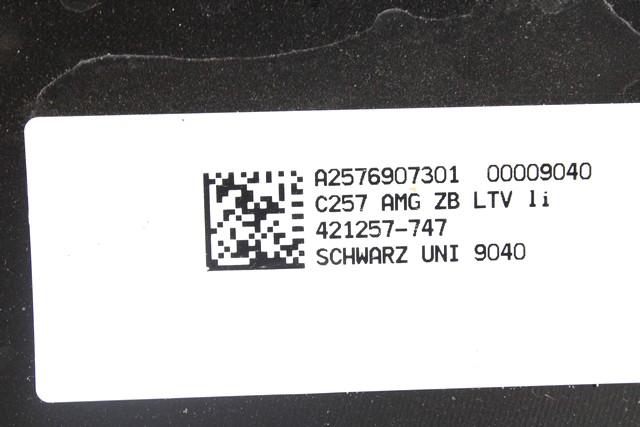 A2576907301 00009040
C257 AMG ZB LTV li
421257-747
SCHWARZ UNI 9040